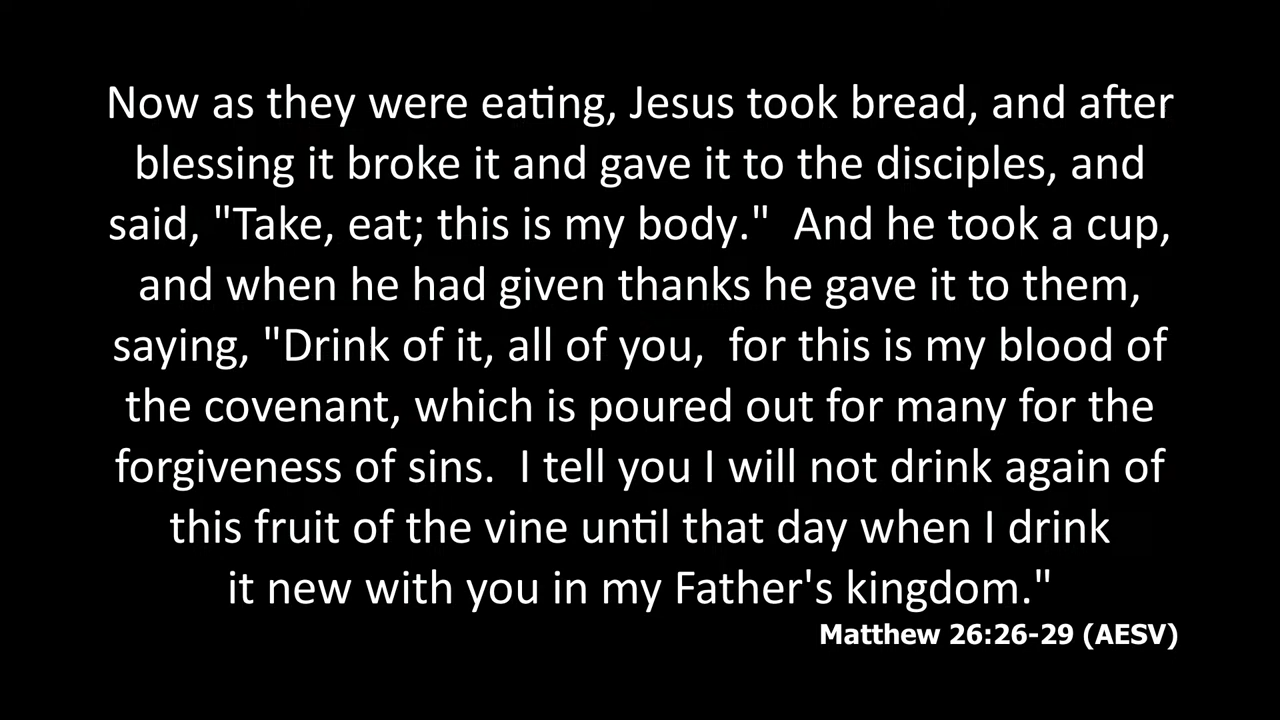 Now as they were eating, Jesus took bread, and after
blessing it broke it and gave it to the disciples, and
said, "Take, eat; this is my body."  And he took a cup,
and when he had given thanks he gave it to them,
saying, "Drink of it, all of you,  for this is my blood of
the covenant, which is poured out for many for the
forgiveness of sins.  I tell you I will not drink again of
this fruit of the vine until that day when I drink
it new with you in my Father's kingdom."
Matthew 26:26-29 (AESV)